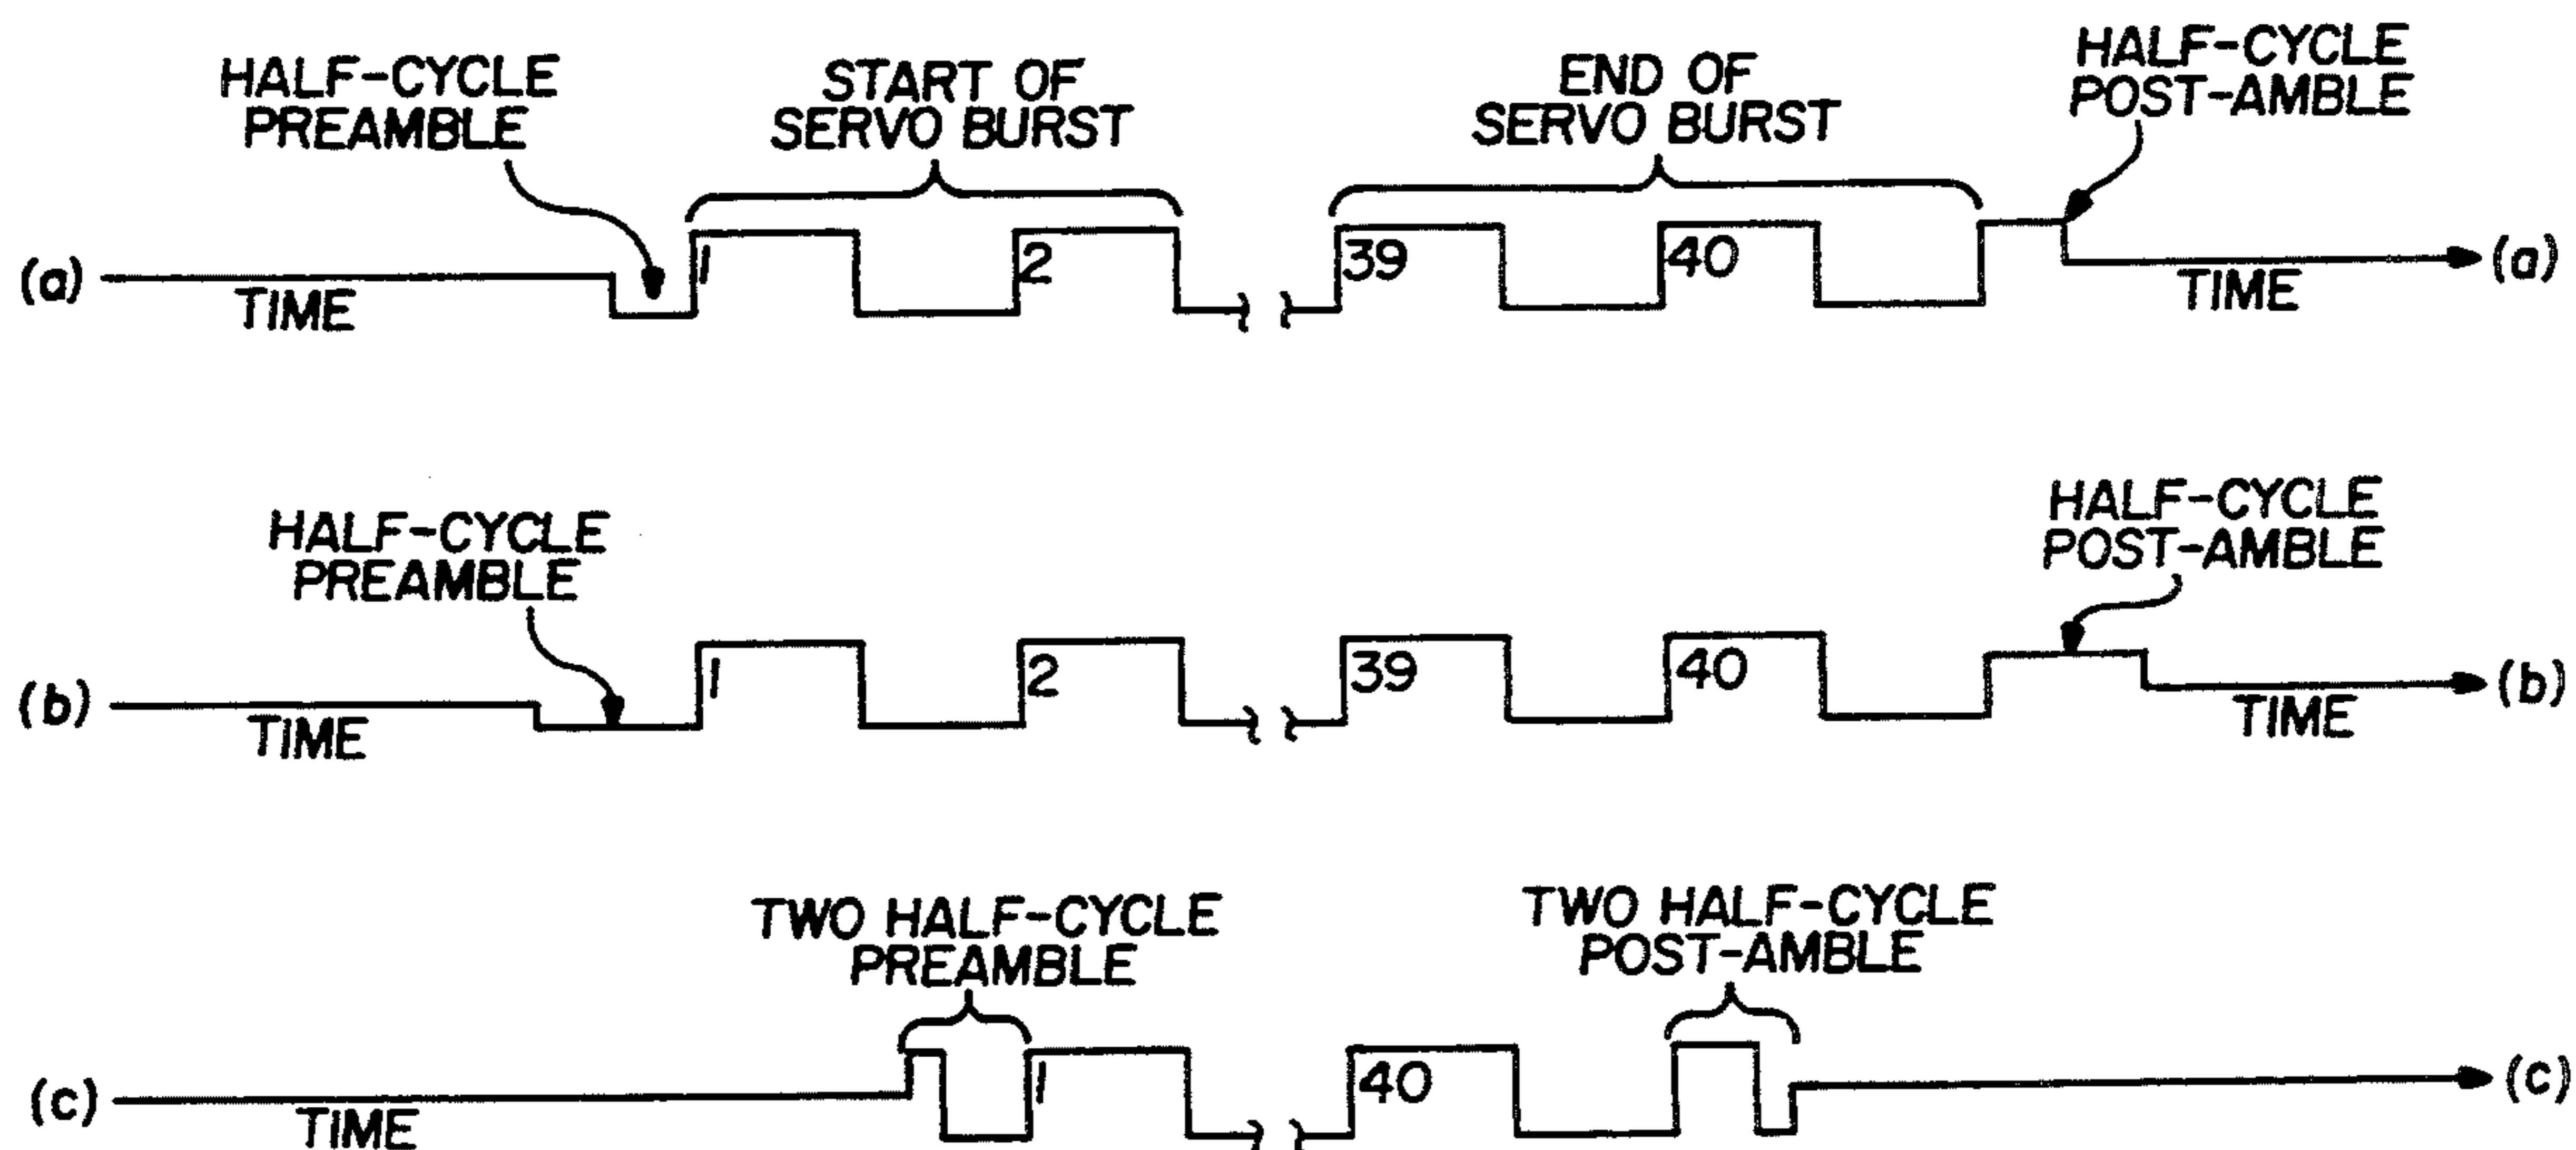 HALF-CYCLE
PREAMBLE
START OF
SERVO BURST
END OF
SERVO BURST
HALF-CYCLE
POST-AMBLE
(a) 1 2 39 40 (a)
TIME TIME
HALF-CYCLE
PREAMBLE
HALF-CYCLE
POST-AMBLE
(b) 1 2 39 40 (b)
TIME TIME
TWO HALF-CYCLE
PREAMBLE
TWO HALF-CYCLE
POST-AMBLE
(c) 1 40 (c)
TIME